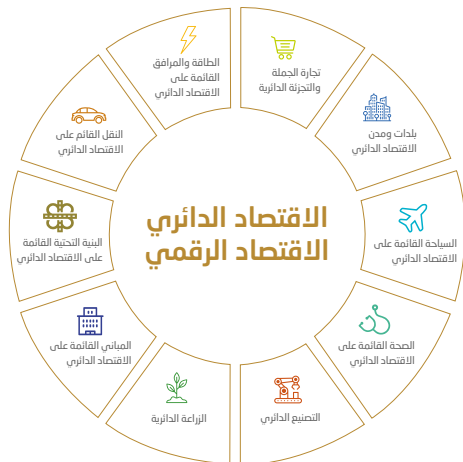 الاقتصاد الدائري
الاقتصاد الرقمي
تجارة الجملة
والتجزئة الدائرية
بلدات ومدن
الاقتصاد الدائري
السياحة القائمة على
الاقتصاد الدائري
الصحة القائمة على
الاقتصاد الدائري
التصنيع الدائري
الزراعة الدائرية
المباني القائمة على
الاقتصاد الدائري
البنية التحتية القائمة
على الاقتصاد الدائري
النقل القائم على
الاقتصاد الدائري
الطاقة والمرافق
القائمة على
الاقتصاد الدائري